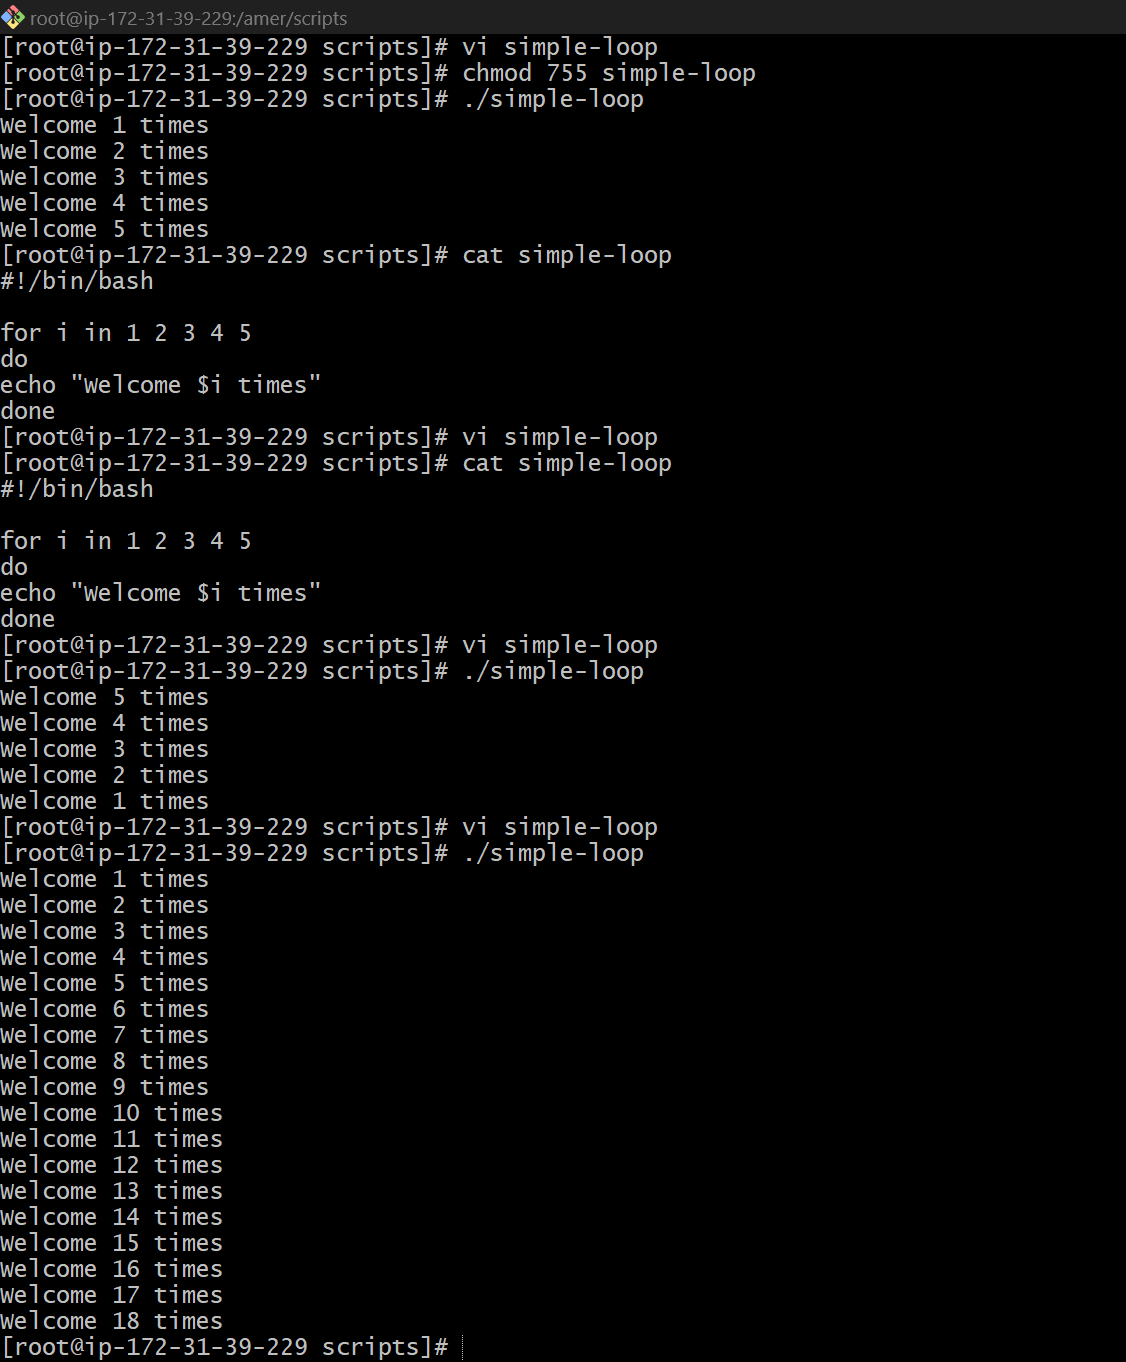 root@ip-172-31-39-229:/amer/scripts
[root@ip-172-31-39-229 scripts]# vi simple-loop
[root@ip-172-31-39-229 scripts]# chmod 755 simple-loop
[root@ip-172-31-39-229 scripts]# ./simple-loop
Welcome 1 times
Welcome 2 times
Welcome 3 times
Welcome 4 times
Welcome 5 times
[root@ip-172-31-39-229 scripts]# cat simple-loop
#!/bin/bash

for i in 1 2 3 4 5
do
echo "Welcome $i times"
done
[root@ip-172-31-39-229 scripts]# vi simple-loop
[root@ip-172-31-39-229 scripts]# cat simple-loop
#!/bin/bash

for i in 1 2 3 4 5
do
echo "Welcome $i times"
done
[root@ip-172-31-39-229 scripts]# vi simple-loop
[root@ip-172-31-39-229 scripts]# ./simple-loop
Welcome 5 times
Welcome 4 times
Welcome 3 times
Welcome 2 times
Welcome 1 times
[root@ip-172-31-39-229 scripts]# vi simple-loop
[root@ip-172-31-39-229 scripts]# ./simple-loop
Welcome 1 times
Welcome 2 times
Welcome 3 times
Welcome 4 times
Welcome 5 times
Welcome 6 times
Welcome 7 times
Welcome 8 times
Welcome 9 times
Welcome 10 times
Welcome 11 times
Welcome 12 times
Welcome 13 times
Welcome 14 times
Welcome 15 times
Welcome 16 times
Welcome 17 times
Welcome 18 times
[root@ip-172-31-39-229 scripts]#